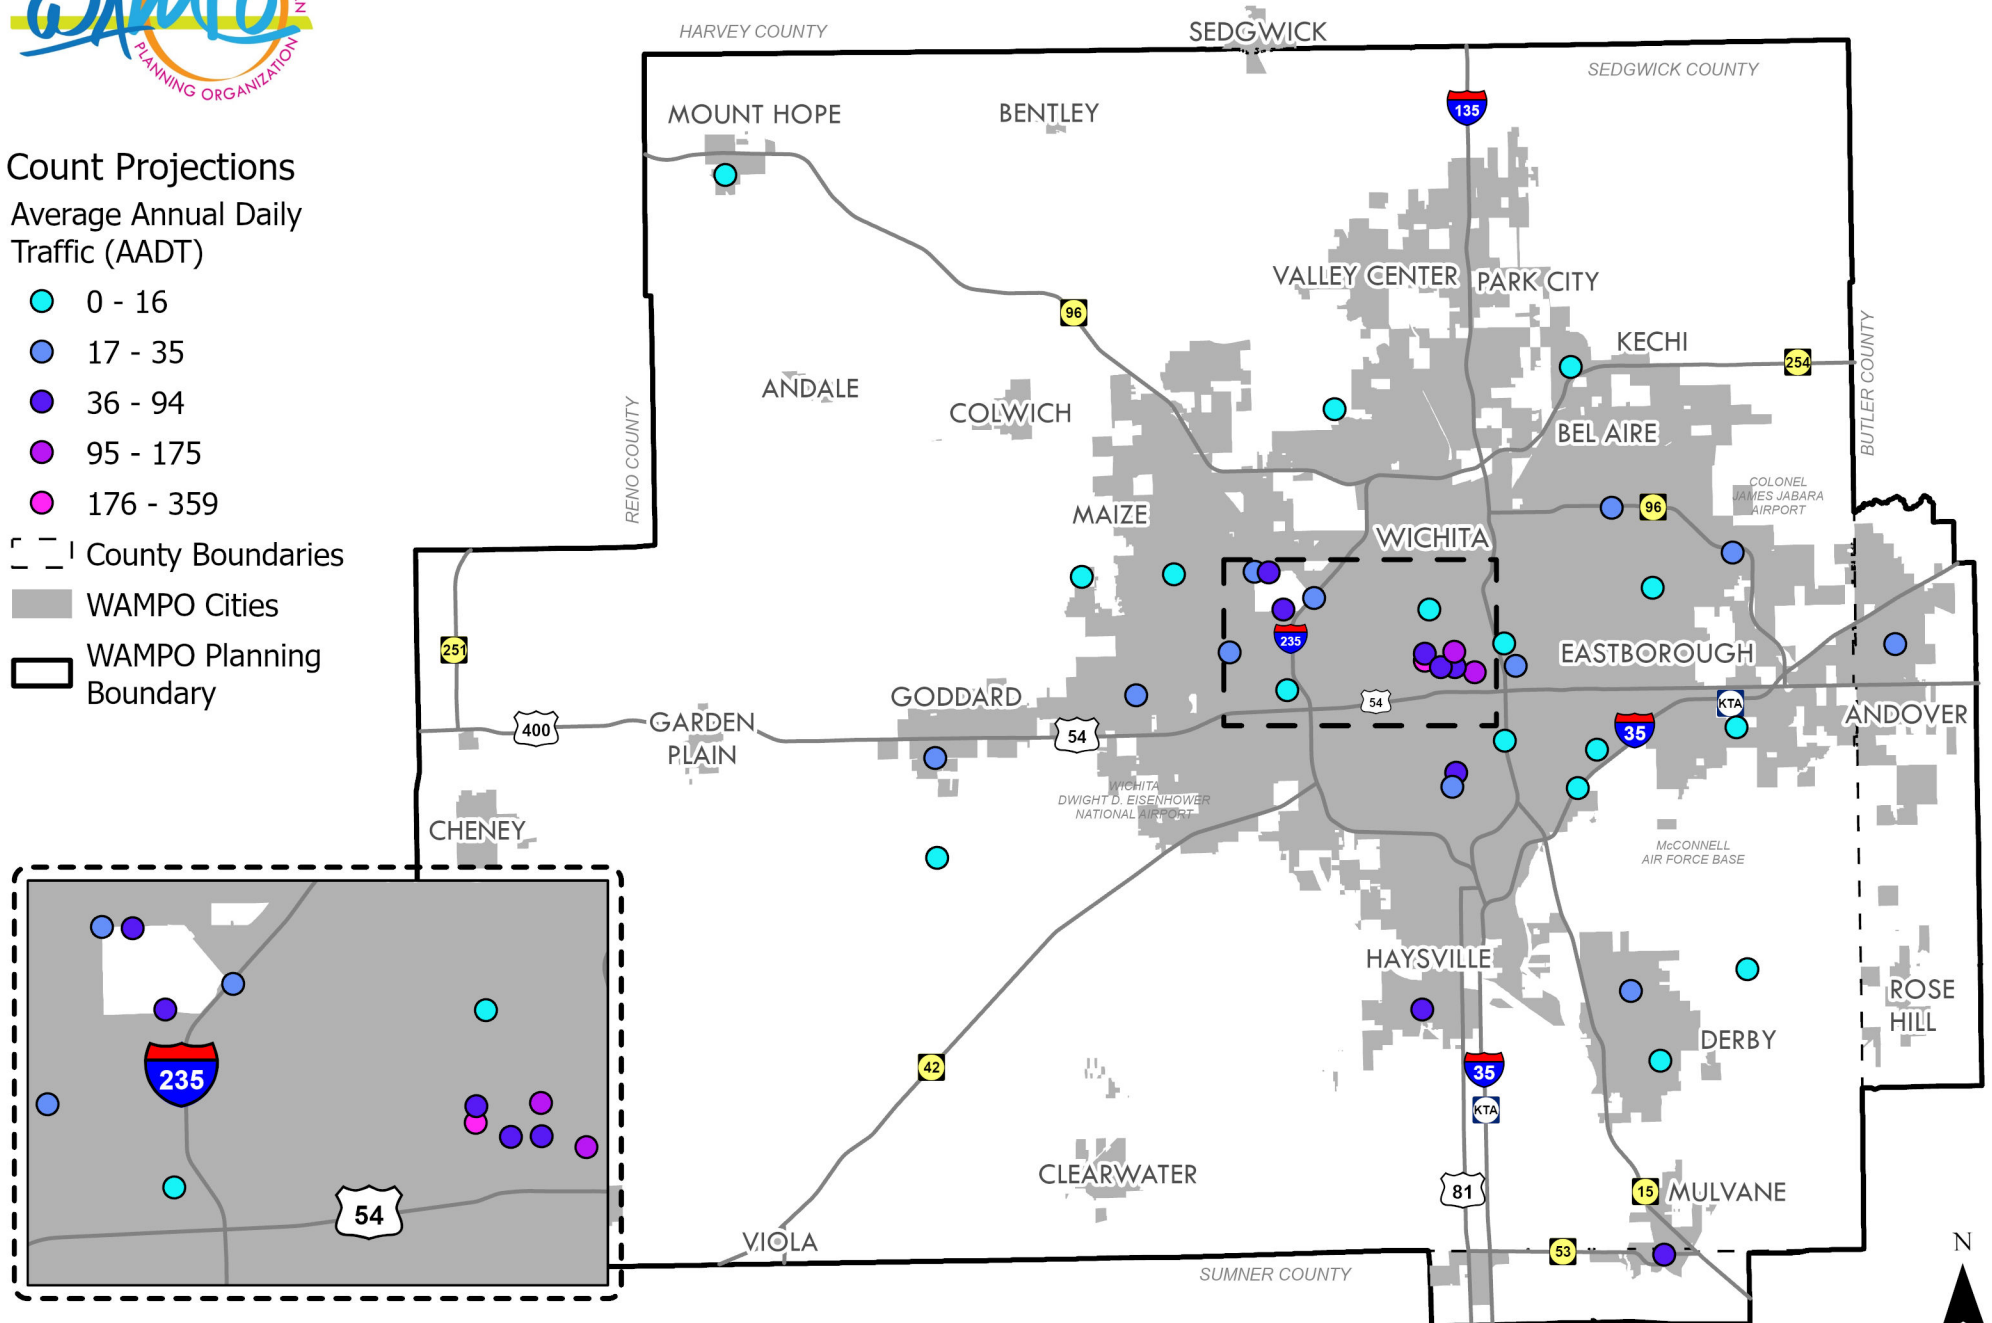 WAMPO
PLANNING ORGANIZATION
N
Count Projections
Average Annual Daily
Traffic (AADT)
0 - 16
17 - 35
36 - 94
95 - 175
176 - 359
County Boundaries
WAMPO Cities
WAMPO Planning
Boundary
HARVEY COUNTY
SEDGWICK
SEDGWICK COUNTY
MOUNT HOPE
BENTLEY
135
VALLEY CENTER
PARK CITY
96
KECHI
254
BUTLER COUNTY
ANDALE
COLWICH
BEL AIRE
RENO COUNTY
MAIZE
COLONEL
JAMES JABARA
AIRPORT
96
WICHITA
235
251
EASTBOROUGH
GODDARD
54
KTA
ANDOVER
400
GARDEN
PLAIN
54
35
WICHITA
DWIGHT D. EISENHOWER
NATIONAL AIRPORT
CHENEY
McCONNELL
AIR FORCE BASE
HAYSVILLE
ROSE
HILL
DERBY
42
35
KTA
235
54
CLEARWATER
81
15
MULVANE
VIOLA
53
SUMNER COUNTY
N